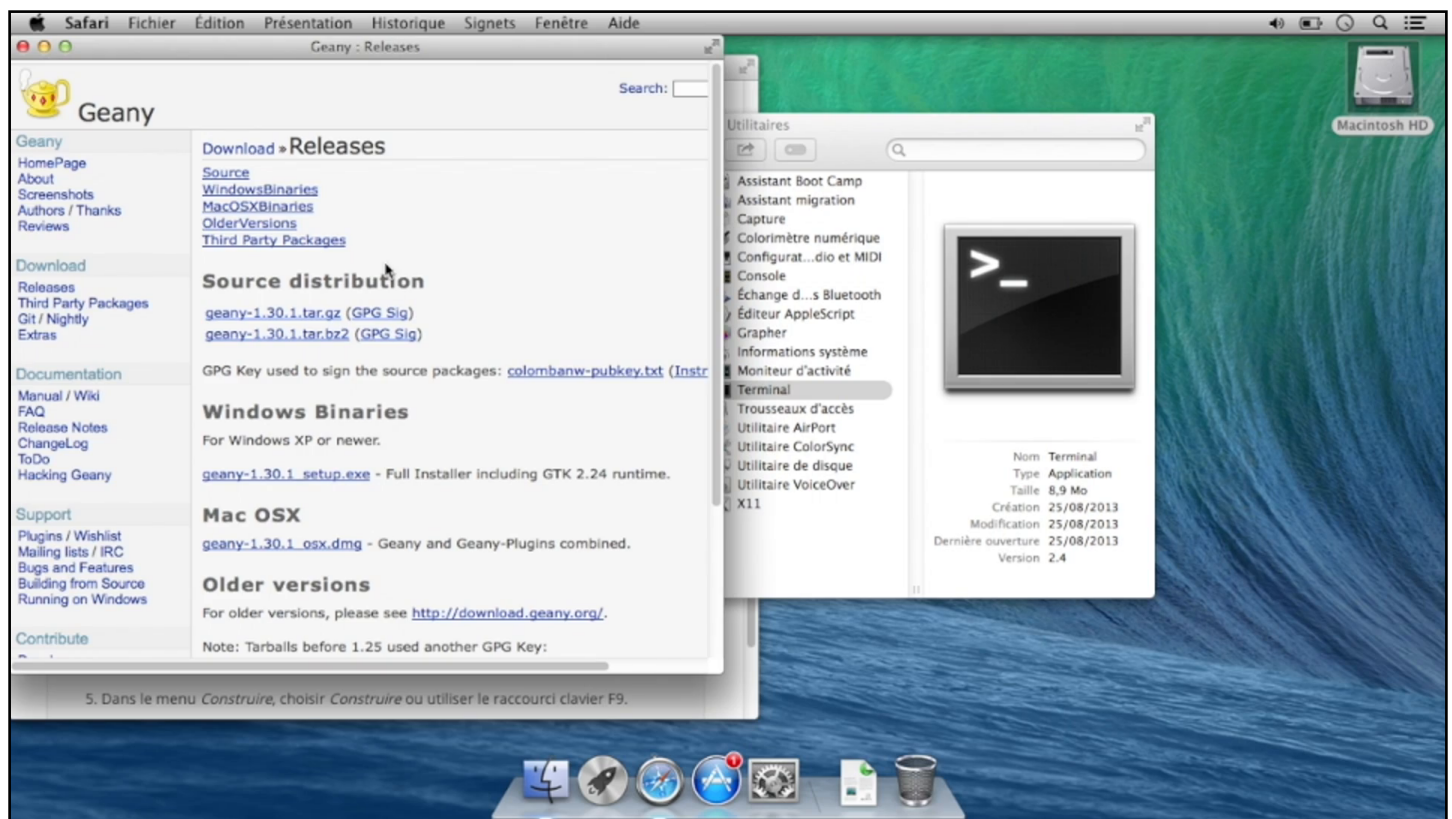 Safari Fichier Édition Présentation Historique Signets Fenêtre Aide
Geany : Releases
Geany
Search:
Geany
HomePage
About
Screenshots
Authors / Thanks
Reviews
Download
Releases
Third Party Packages
Git / Nightly
Extras
Documentation
Manual / Wiki
FAQ
Release Notes
ChangeLog
ToDo
Hacking Geany
Support
Plugins / Wishlist
Mailing lists / IRC
Bugs and Features
Building from Source
Running on Windows
Contribute
Download » Releases
Source
WindowsBinaries
MacOSXBinaries
OlderVersions
Third Party Packages
Source distribution
geany-1.30.1.tar.gz (GPG Sig)
geany-1.30.1.tar.bz2 (GPG Sig)
GPG Key used to sign the source packages: colombanw-pubkey.txt (Instr
Windows Binaries
For Windows XP or newer.
geany-1.30.1_setup.exe - Full Installer including GTK 2.24 runtime.
Mac OSX
geany-1.30.1_osx.dmg - Geany and Geany-Plugins combined.
Older versions
For older versions, please see http://download.geany.org/.
Note: Tarballs before 1.25 used another GPG Key:
5. Dans le menu Construire, choisir Construire ou utiliser le raccourci clavier F9.
Utilitaires
Assistant Boot Camp
Assistant migration
Capture
Colorimètre numérique
Configurat...dio et MIDI
Console
Échange d...s Bluetooth
Éditeur AppleScript
Grapher
Informations système
Moniteur d'activité
Terminal
Trousseaux d'accès
Utilitaire AirPort
Utilitaire ColorSync
Utilitaire de disque
Utilitaire VoiceOver
X11
>_
Nom Terminal
Type Application
Taille 8,9 Mo
Création 25/08/2013
Modification 25/08/2013
Dernière ouverture 25/08/2013
Version 2.4
Macintosh HD
1